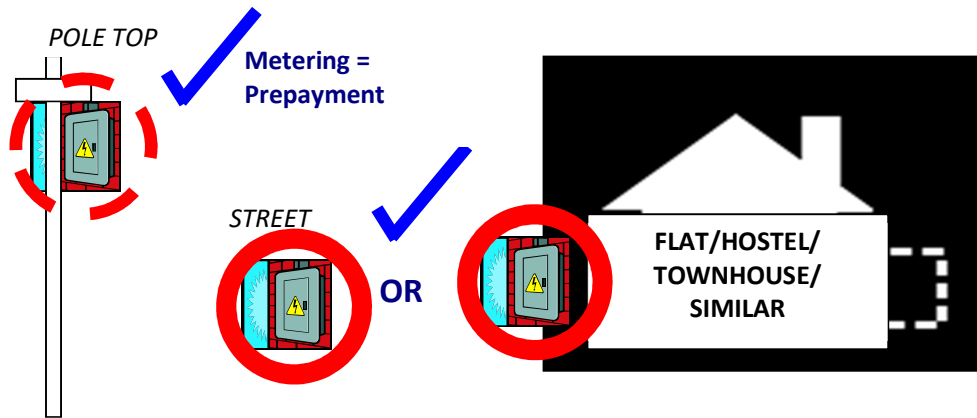 POLE TOP
Metering =
Prepayment
STREET
OR
FLAT/HOSTEL/
TOWNHOUSE/
SIMILAR